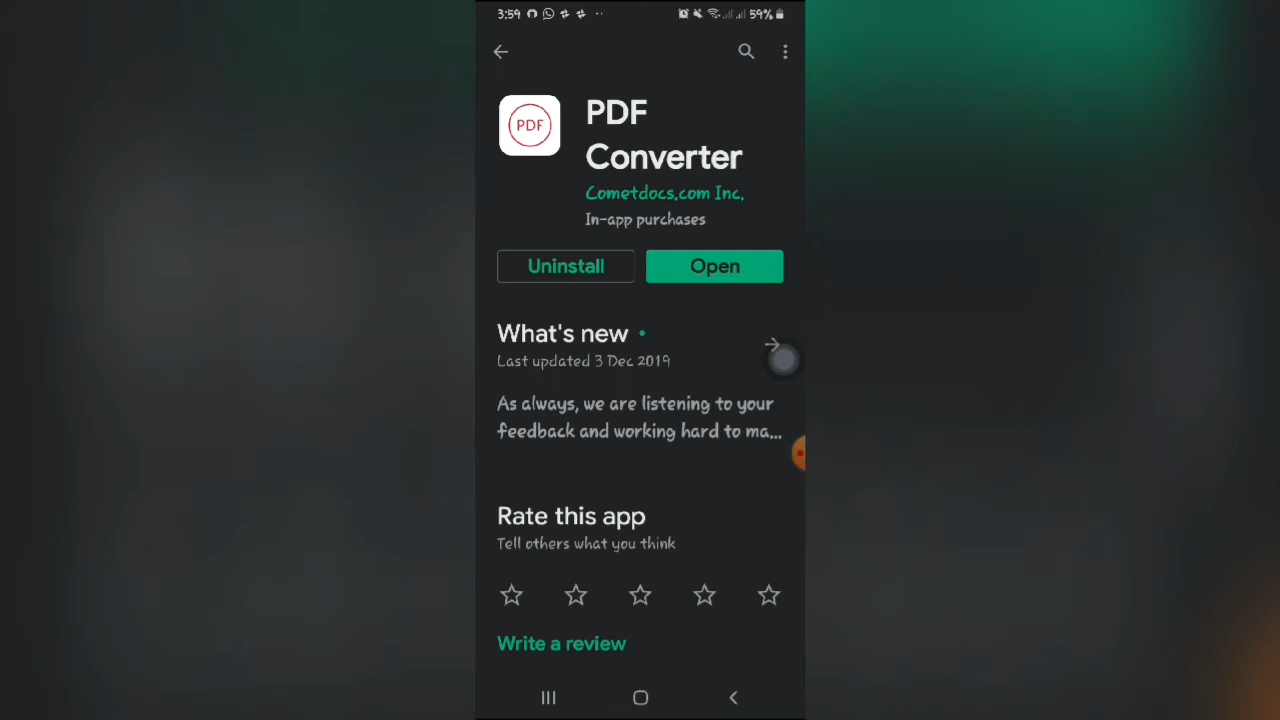 3:59
59%
PDF
PDF
Converter
Cometdocs.com Inc.
In-app purchases
Uninstall
Open
What's new
Last updated 3 Dec 2019
As always, we are listening to your
feedback and working hard to ma...
Rate this app
Tell others what you think
Write a review